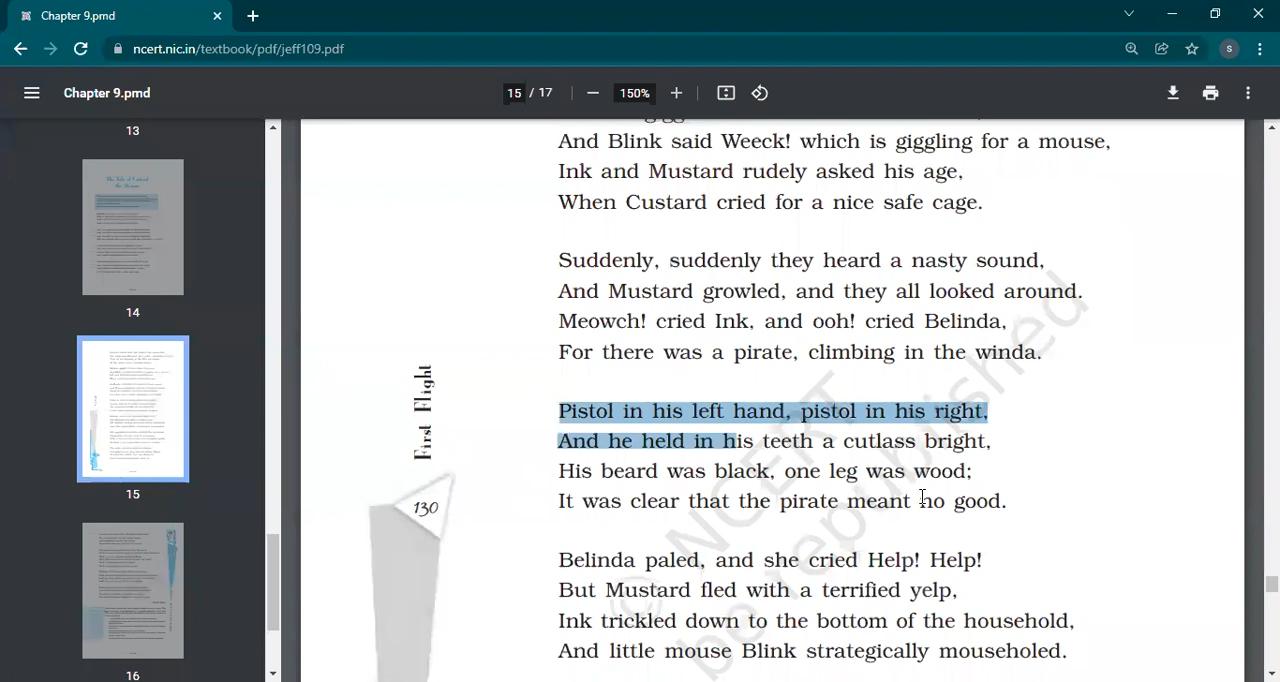 Chapter 9.pmd
ncert.nic.in/textbook/pdf/jeff109.pdf
S
Chapter 9.pmd
15 / 17
150%
13
14
15
16
And Blink said Weeck! which is giggling for a mouse,
Ink and Mustard rudely asked his age,
When Custard cried for a nice safe cage.
Suddenly, suddenly they heard a nasty sound,
And Mustard growled, and they all looked around.
Meowch! cried Ink, and ooh! cried Belinda,
For there was a pirate, climbing in the winda.
Pistol in his left hand, pistol in his right,
And he held in his teeth a cutlass bright,
His beard was black, one leg was wood;
It was clear that the pirate meant no good.
Belinda paled, and she cried Help! Help!
But Mustard fled with a terrified yelp,
Ink trickled down to the bottom of the household,
And little mouse Blink strategically mouseholed.
First Flight
130
© NCERT
be republished